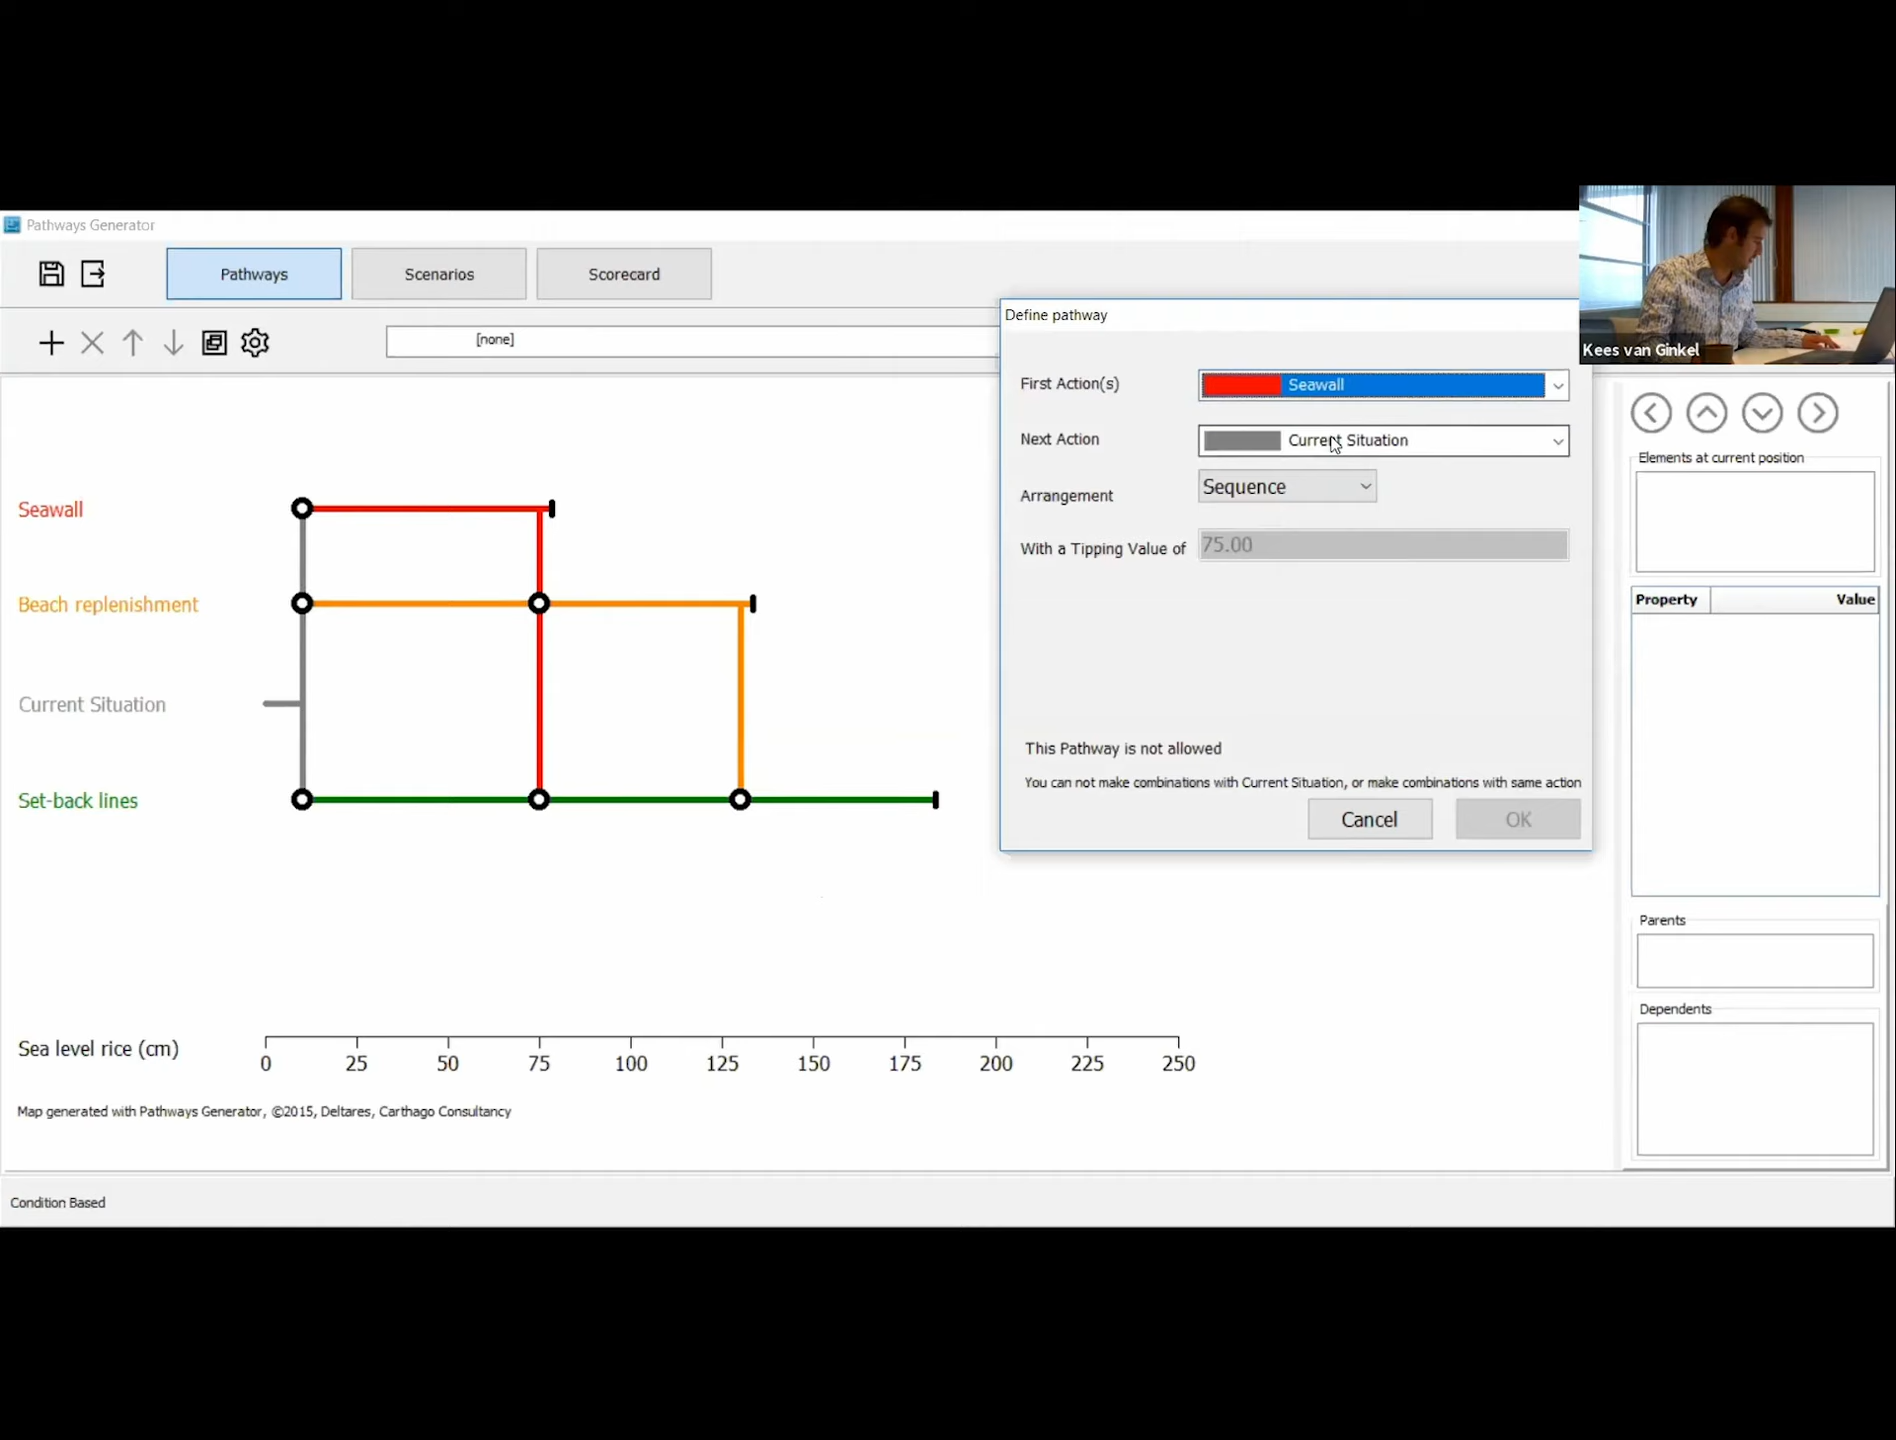 Pathways Generator
Pathways
Scenarios
Scorecard
[none]
Kees van Ginkel
Define pathway
First Action(s)
Seawall
Next Action
Current Situation
Arrangement
Sequence
With a Tipping Value of
75.00
This Pathway is not allowed
You can not make combinations with Current Situation, or make combinations with same action
Cancel
OK
Elements at current position
Property
Value
Parents
Dependents
Seawall
Beach replenishment
Current Situation
Set-back lines
Sea level rice (cm)
0 25 50 75 100 125 150 175 200 225 250
Map generated with Pathways Generator, ©2015, Deltares, Carthago Consultancy
Condition Based